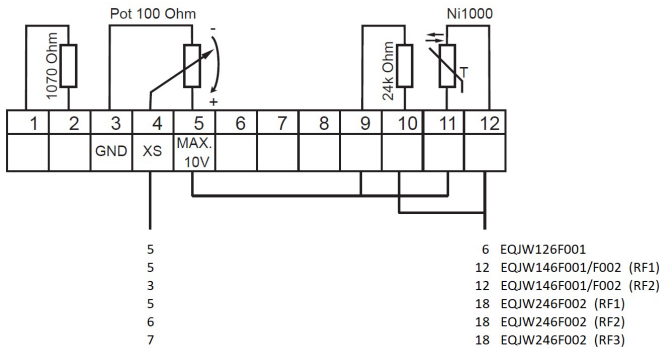 Pot 100 Ohm
Ni1000
1070 Ohm
-
+
24k Ohm
T
1 2 3 4 5 6 7 8 9 10 11 12
GND XS MAX. 10V
5 6 EQJW126F001
5 12 EQJW146F001/F002 (RF1)
3 12 EQJW146F001/F002 (RF2)
5 18 EQJW246F002 (RF1)
6 18 EQJW246F002 (RF2)
7 18 EQJW246F002 (RF3)